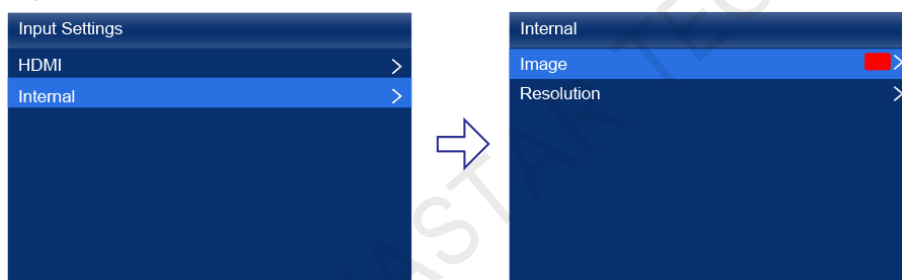 Input Settings
HDMI
Internal
Internal
Image
Resolution